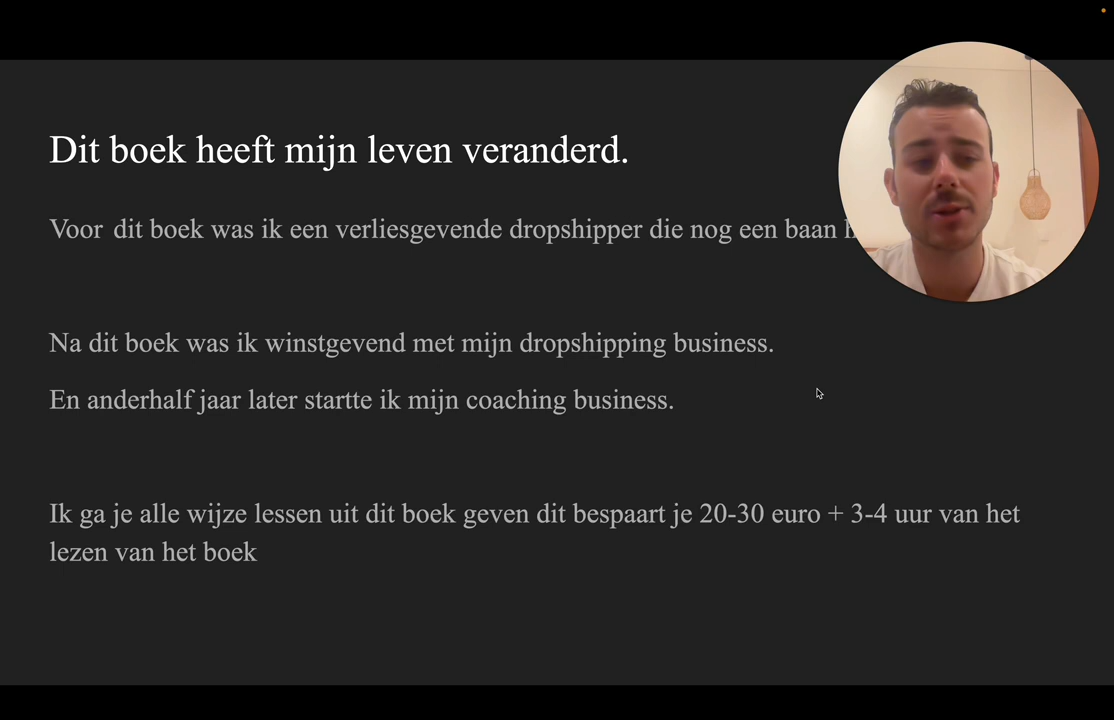 Dit boek heeft mijn leven veranderd.
Voor dit boek was ik een verliesgevende dropshipper die nog een baan
Na dit boek was ik winstgevend met mijn dropshipping business.
En anderhalf jaar later startte ik mijn coaching business.
Ik ga je alle wijze lessen uit dit boek geven dit bespaart je 20-30 euro + 3-4 uur van het
lezen van het boek